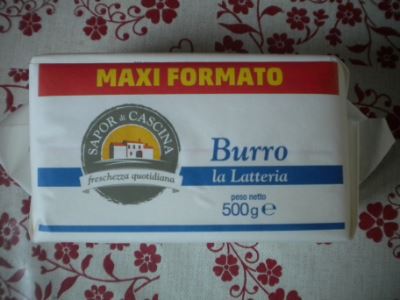 MAXI FORMATO
SAPOR di CASCINA
freschezza quotidiana
Burro
la Latteria
peso netto
500g e